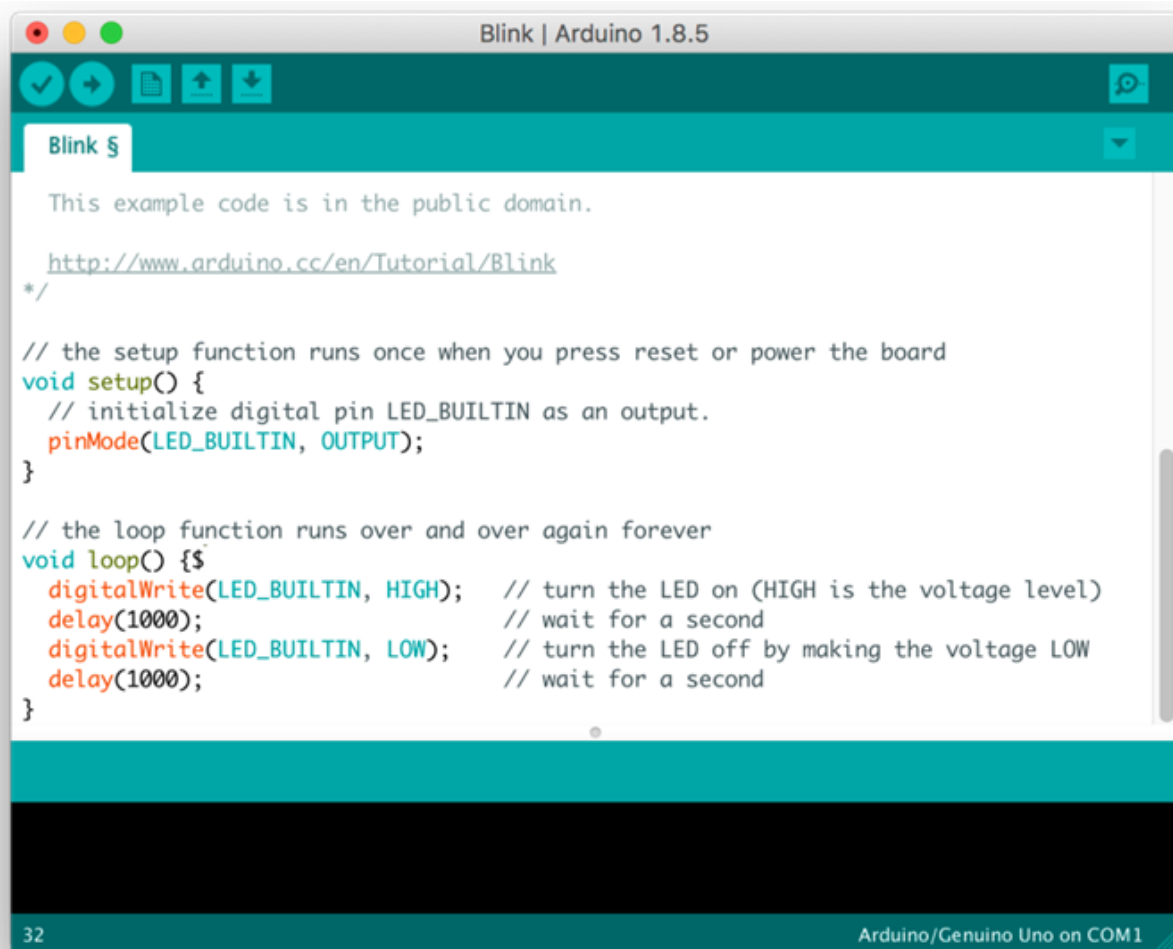 Blink | Arduino 1.8.5
Blink §
This example code is in the public domain.
http://www.arduino.cc/en/Tutorial/Blink
*/
// the setup function runs once when you press reset or power the board
void setup() {
// initialize digital pin LED_BUILTIN as an output.
pinMode(LED_BUILTIN, OUTPUT);
}
// the loop function runs over and over again forever
void loop() {$
digitalWrite(LED_BUILTIN, HIGH);   // turn the LED on (HIGH is the voltage level)
delay(1000);                       // wait for a second
digitalWrite(LED_BUILTIN, LOW);    // turn the LED off by making the voltage LOW
delay(1000);                       // wait for a second
}
32 Arduino/Genuino Uno on COM1